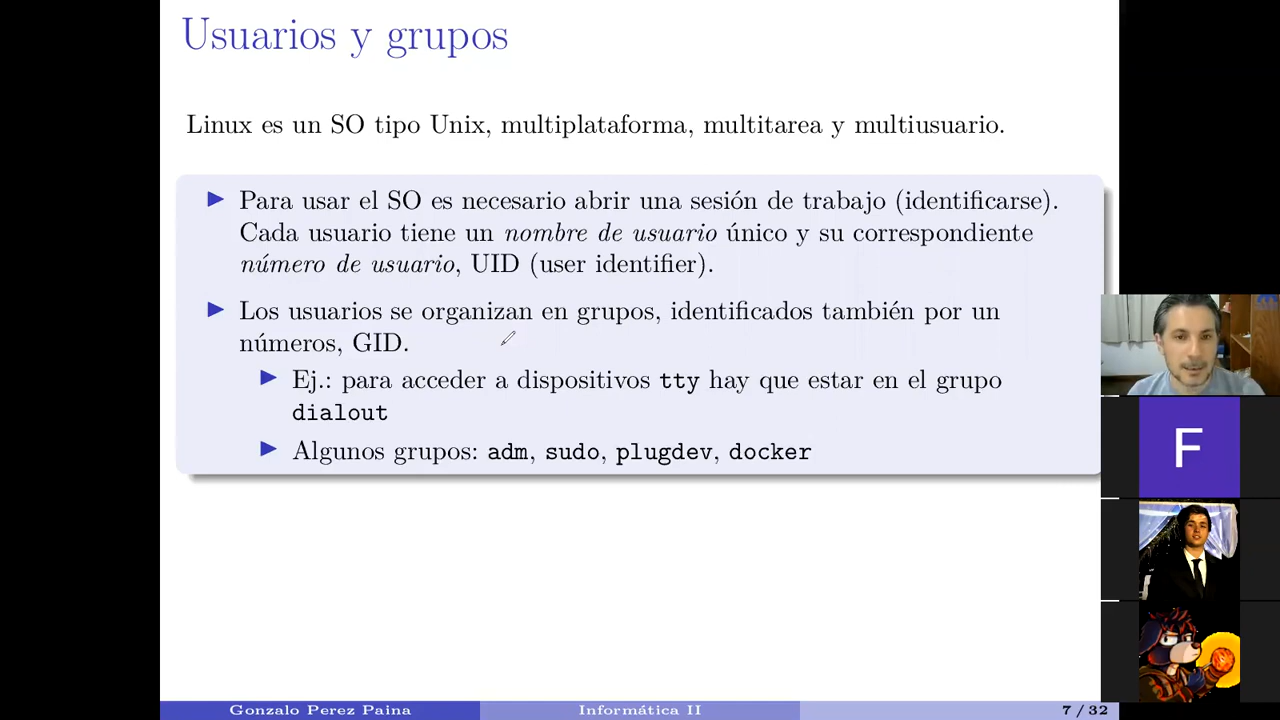 Usuarios y grupos
Linux es un SO tipo Unix, multiplataforma, multitarea y multiusuario.
Para usar el SO es necesario abrir una sesión de trabajo (identificarse).
Cada usuario tiene un nombre de usuario único y su correspondiente
número de usuario, UID (user identifier).
Los usuarios se organizan en grupos, identificados también por un
números, GID.
Ej.: para acceder a dispositivos tty hay que estar en el grupo
dialout
Algunos grupos: adm, sudo, plugdev, docker
F
Gonzalo Perez Paina
Informática II
7 / 32